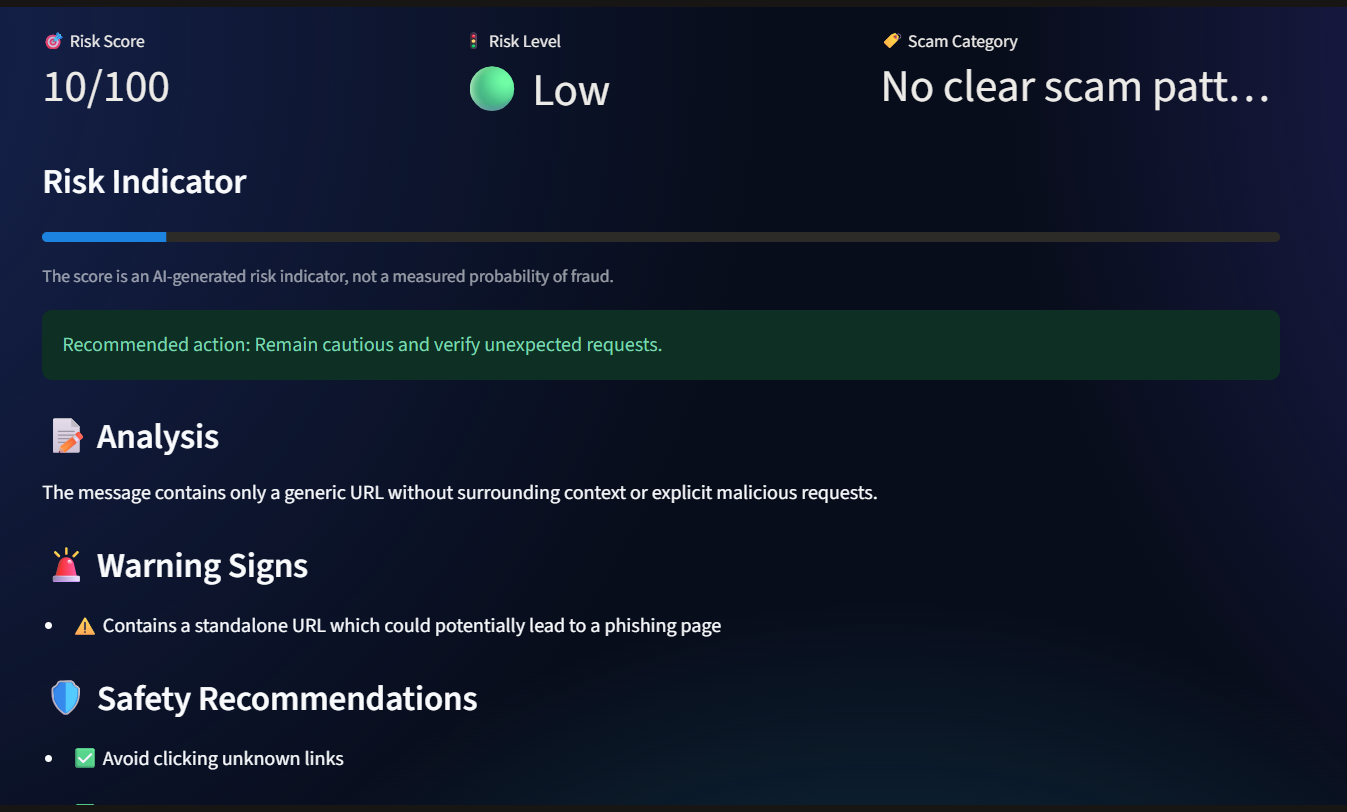 Risk Score
10/100
Risk Level
Low
Scam Category
No clear scam patt...
Risk Indicator
The score is an AI-generated risk indicator, not a measured probability of fraud.
Recommended action: Remain cautious and verify unexpected requests.
Analysis
The message contains only a generic URL without surrounding context or explicit malicious requests.
Warning Signs
Contains a standalone URL which could potentially lead to a phishing page
Safety Recommendations
Avoid clicking unknown links